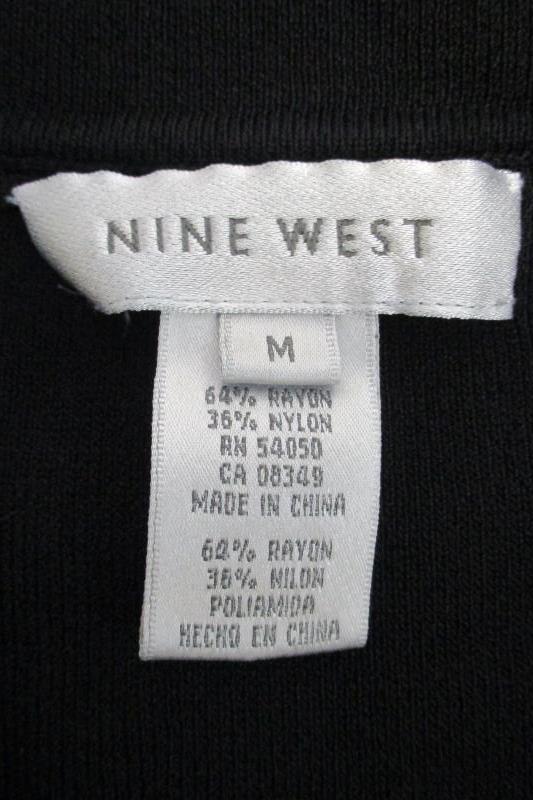 NINE WEST
M
64% RAYON
36% NYLON
RN 54050
CA 08349
MADE IN CHINA
64% RAYON
36% NILON
POLIAMIDA
HECHO EN CHINA